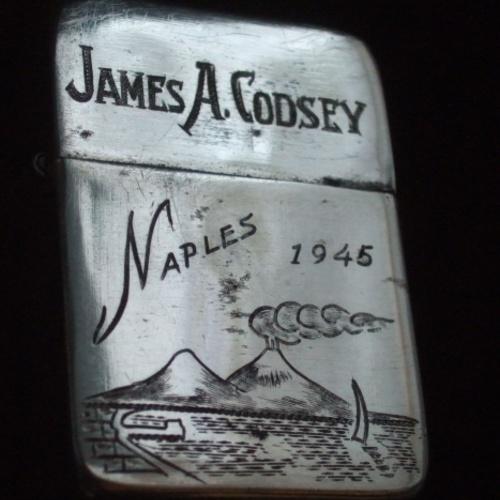 JAMES A. CODSEY
NAPLES 1945